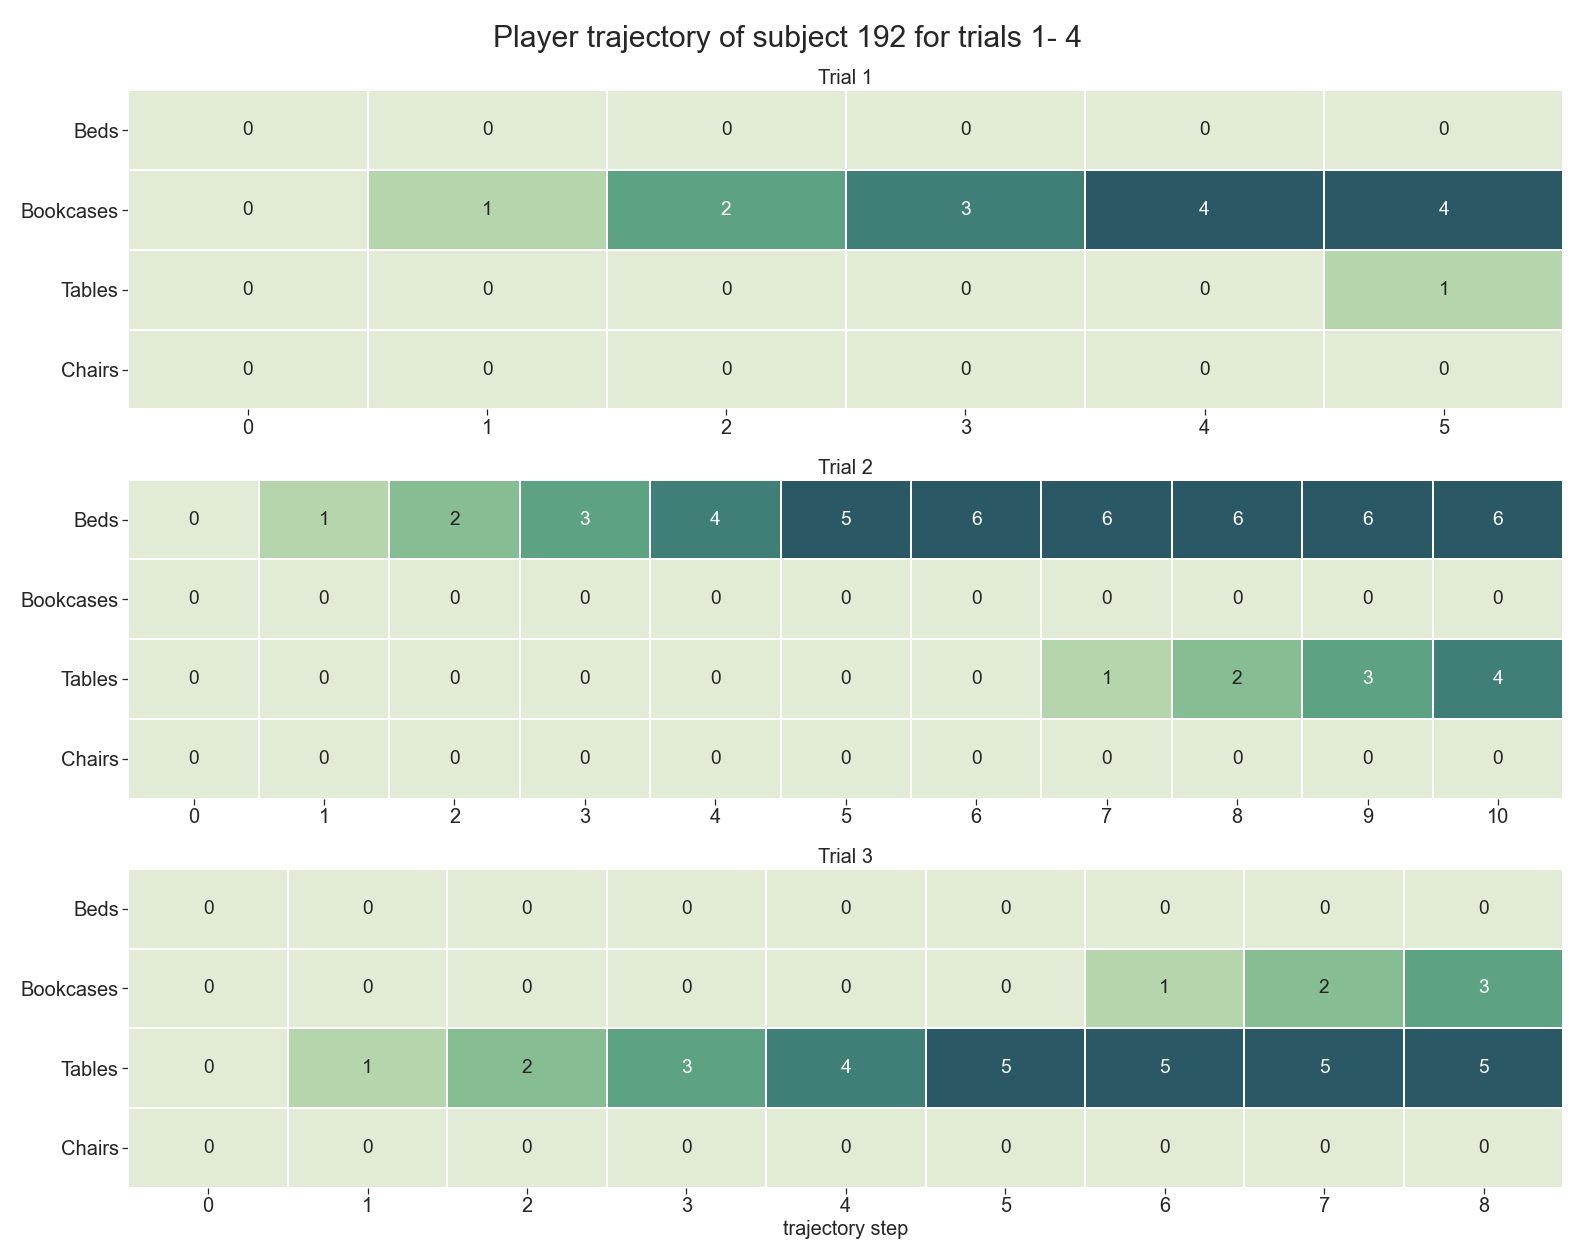 Player trajectory of subject 192 for trials 1- 4
Trial 1
Beds 0 0 0 0 0 0
Bookcases 0 1 2 3 4 4
Tables 0 0 0 0 0 1
Chairs 0 0 0 0 0 0
0 1 2 3 4 5
Trial 2
Beds 0 1 2 3 4 5 6 6 6 6 6
Bookcases 0 0 0 0 0 0 0 0 0 0 0
Tables 0 0 0 0 0 0 0 1 2 3 4
Chairs 0 0 0 0 0 0 0 0 0 0 0
0 1 2 3 4 5 6 7 8 9 10
Trial 3
Beds 0 0 0 0 0 0 0 0 0
Bookcases 0 0 0 0 0 0 1 2 3
Tables 0 1 2 3 4 5 5 5 5
Chairs 0 0 0 0 0 0 0 0 0
0 1 2 3 4 5 6 7 8
trajectory step